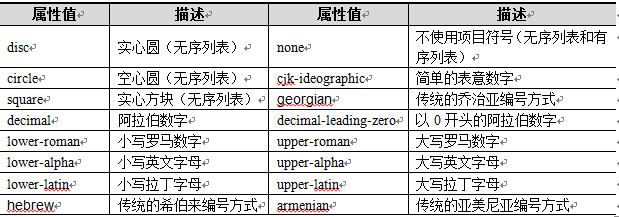 属性值 描述 属性值 描述
disc 实心圆（无序列表） none 不使用项目符号（无序列表和有
序列表）
circle 空心圆（无序列表） cjk-ideographic 简单的表意数字
square 实心方块（无序列表） georgian 传统的乔治亚编号方式
decimal 阿拉伯数字 decimal-leading-zero 以 0 开头的阿拉伯数字
lower-roman 小写罗马数字 upper-roman 大写罗马数字
lower-alpha 小写英文字母 upper-alpha 大写英文字母
lower-latin 小写拉丁字母 upper-latin 大写拉丁字母
hebrew 传统的希伯来编号方式 armenian 传统的亚美尼亚编号方式